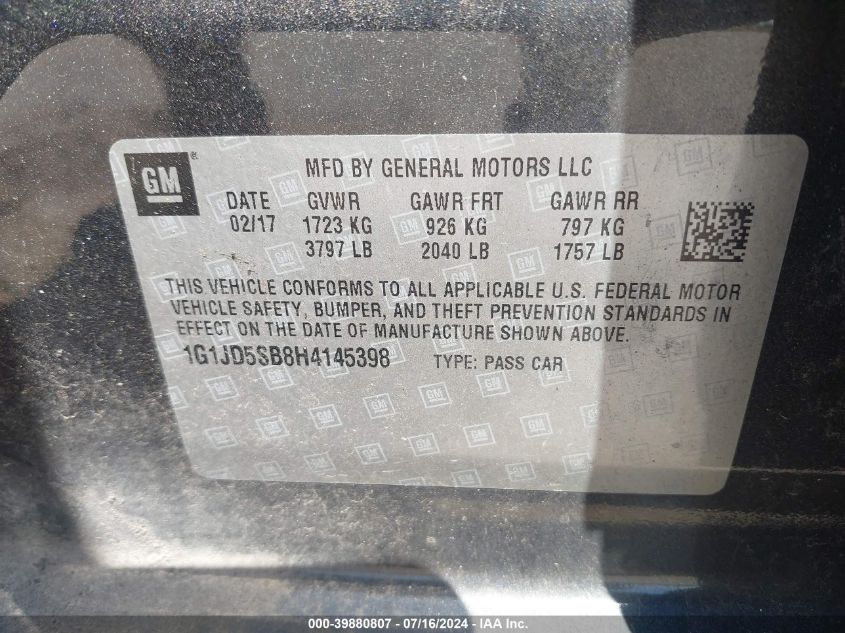 GM ® MFD BY GENERAL MOTORS LLC
DATE GVWR GAWR FRT GAWR RR
02/17 1723 KG 926 KG 797 KG
3797 LB 2040 LB 1757 LB
THIS VEHICLE CONFORMS TO ALL APPLICABLE U.S. FEDERAL MOTOR
VEHICLE SAFETY, BUMPER, AND THEFT PREVENTION STANDARDS IN
EFFECT ON THE DATE OF MANUFACTURE SHOWN ABOVE.
1G1JD5SB8H4145398 TYPE: PASS CAR
000-39880807 - 07/16/2024 - IAA Inc.